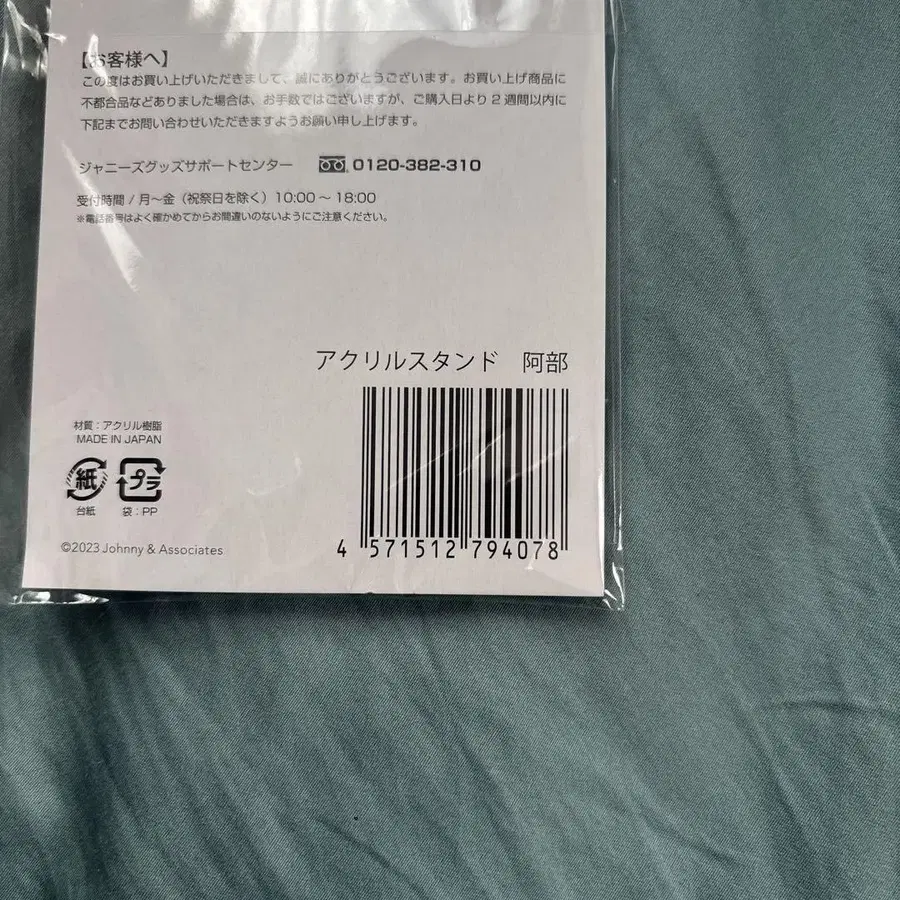 【お客様へ】
この度はお買い上げいただきまして、誠にありがとうございます。お買い上げ商品に
不都合品などありました場合は、お手数ではございますが、ご購入日より2週間以内に
下記までお問い合わせいただきますようお願い申し上げます。
ジャニーズグッズサポートセンター 0120-382-310
受付時間 / 月〜金（祝祭日を除く）10:00〜18:00
※電話番号はよく確かめてからお間違いのないようにご注意ください。
アクリルスタンド 阿部
材質：アクリル樹脂
MADE IN JAPAN
紙 プラ
台紙 袋：PP
©2023 Johnny & Associates
4 571512 794078